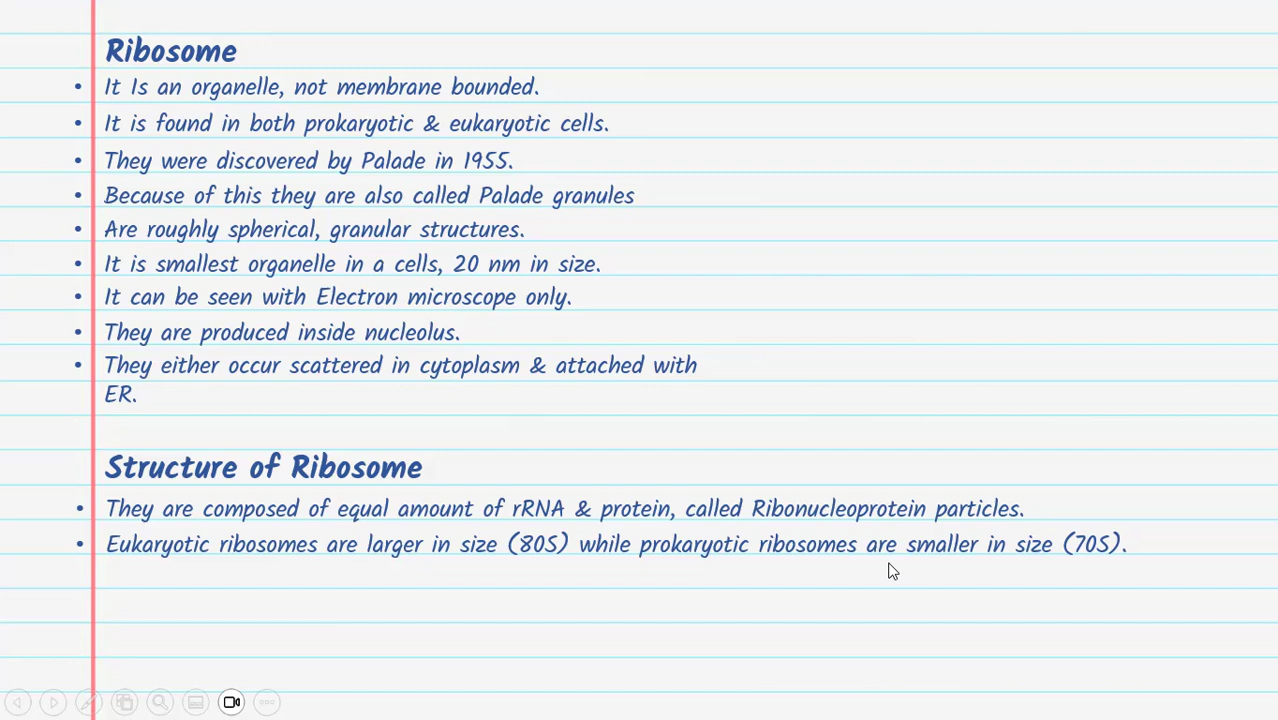 Ribosome
• It Is an organelle, not membrane bounded.
• It is found in both prokaryotic & eukaryotic cells.
• They were discovered by Palade in 1955.
• Because of this they are also called Palade granules
• Are roughly spherical, granular structures.
• It is smallest organelle in a cells, 20 nm in size.
• It can be seen with Electron microscope only.
• They are produced inside nucleolus.
• They either occur scattered in cytoplasm & attached with
ER.
Structure of Ribosome
• They are composed of equal amount of rRNA & protein, called Ribonucleoprotein particles.
• Eukaryotic ribosomes are larger in size (80S) while prokaryotic ribosomes are smaller in size (70S).